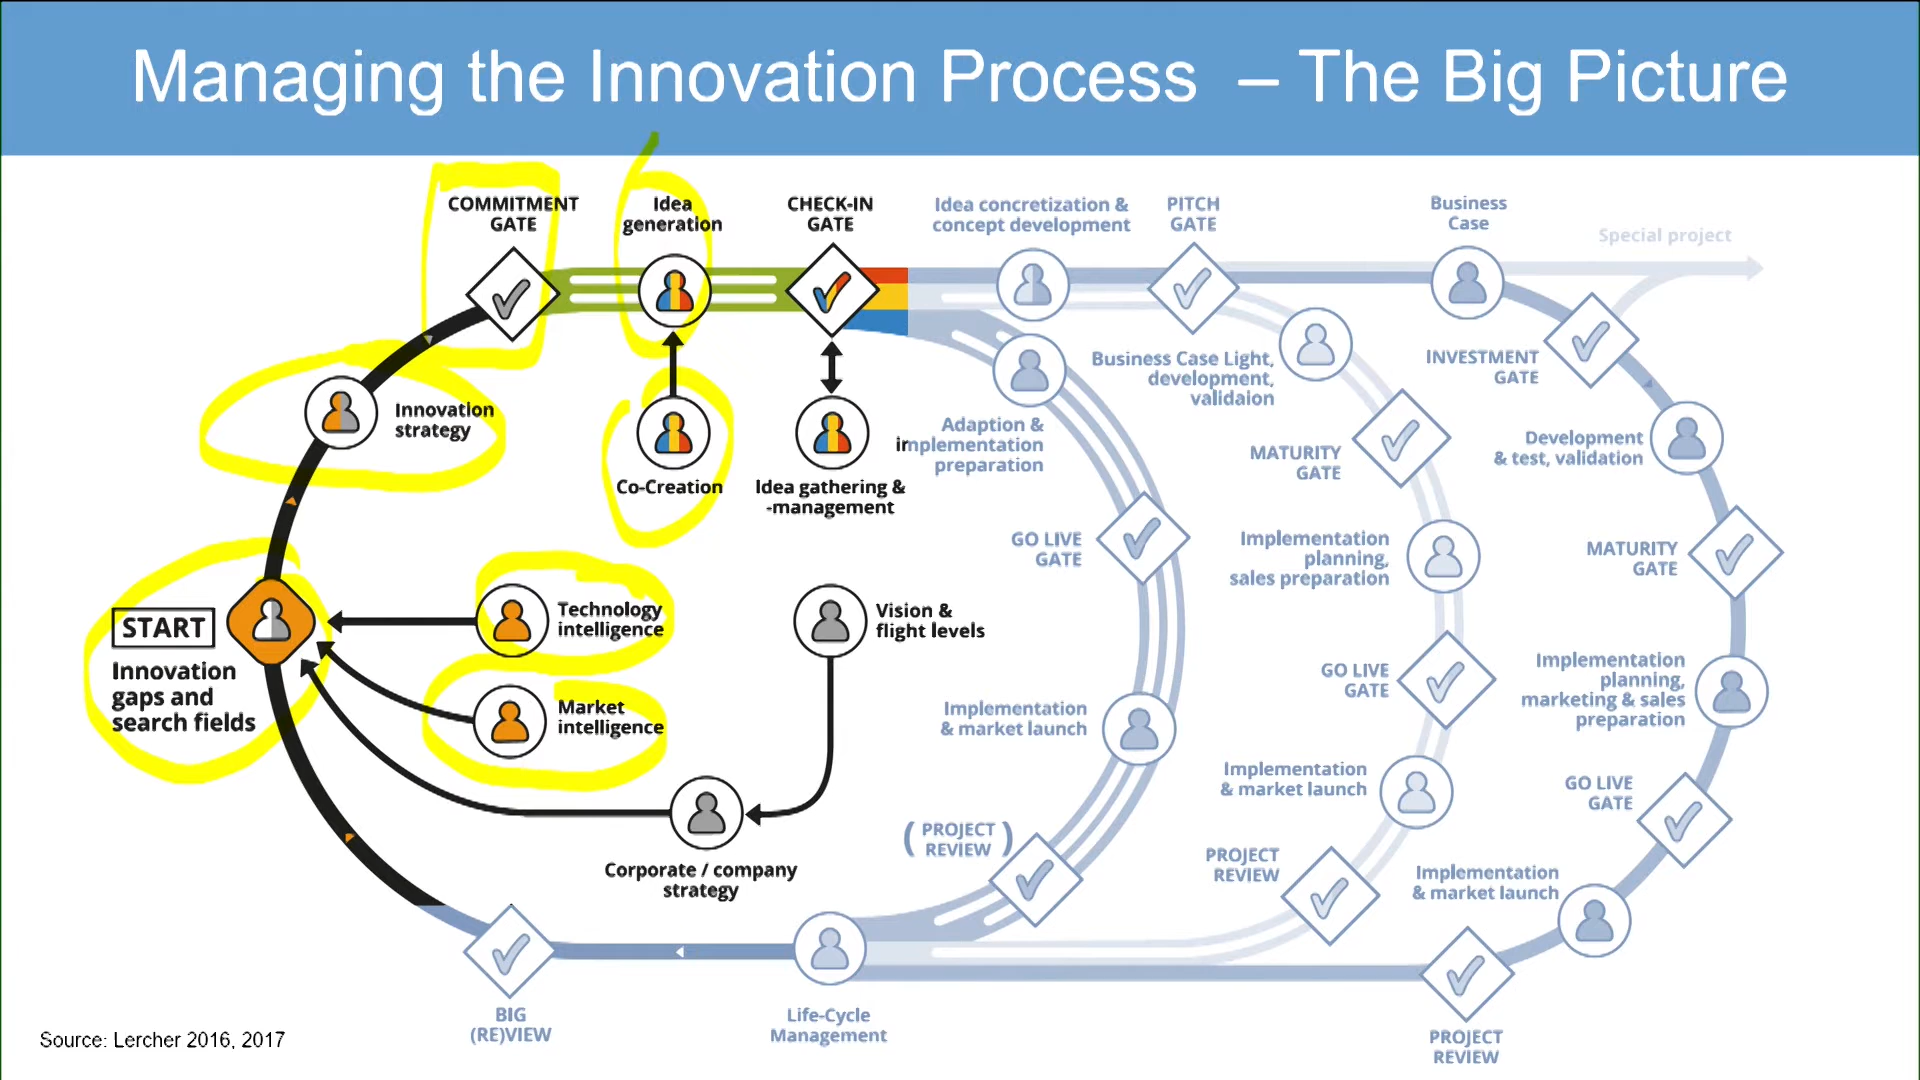 Managing the Innovation Process – The Big Picture
COMMITMENT
GATE
Idea
generation
CHECK-IN
GATE
Idea concretization &
concept development
PITCH
GATE
Business
Case
Special project
Innovation
strategy
Co-Creation
Idea gathering &
-management
Adaption &
implementation
preparation
Business Case Light,
development,
validaion
INVESTMENT
GATE
MATURITY
GATE
Development
& test, validation
START
Innovation
gaps and
search fields
Technology
intelligence
Market
intelligence
Vision &
flight levels
Corporate / company
strategy
GO LIVE
GATE
Implementation
planning,
sales preparation
MATURITY
GATE
Implementation
& market launch
GO LIVE
GATE
Implementation
planning,
marketing & sales
preparation
Implementation
& market launch
GO LIVE
GATE
( PROJECT
REVIEW )
PROJECT
REVIEW
Implementation
& market launch
BIG
(RE)VIEW
Life-Cycle
Management
PROJECT
REVIEW
Source: Lercher 2016, 2017